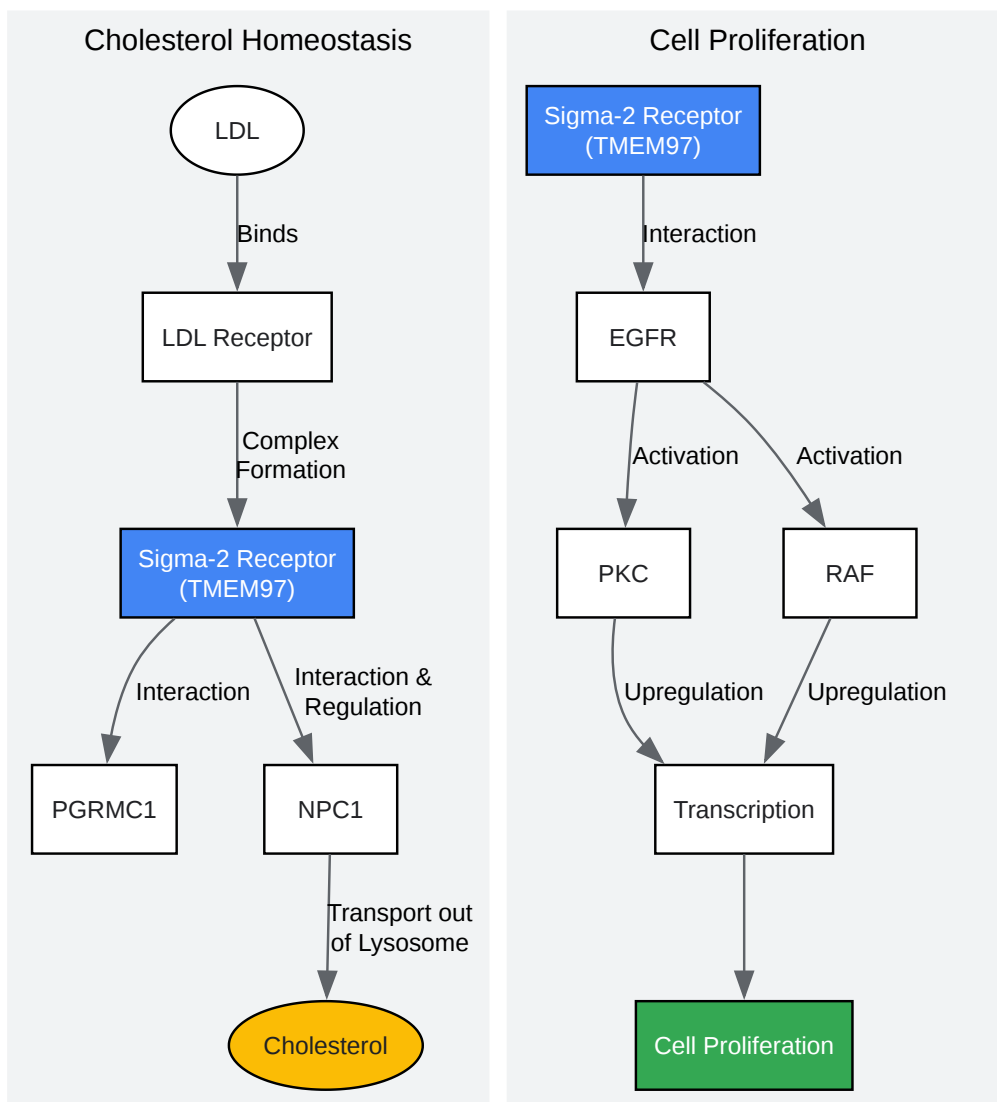 Cholesterol Homeostasis
LDL
Binds
LDL Receptor
Complex
Formation
Sigma-2 Receptor
(TMEM97)
Interaction
Interaction &
Regulation
PGRMC1
NPC1
Transport out
of Lysosome
Cholesterol
Cell Proliferation
Sigma-2 Receptor
(TMEM97)
Interaction
EGFR
Activation
Activation
PKC
RAF
Upregulation
Upregulation
Transcription
Cell Proliferation